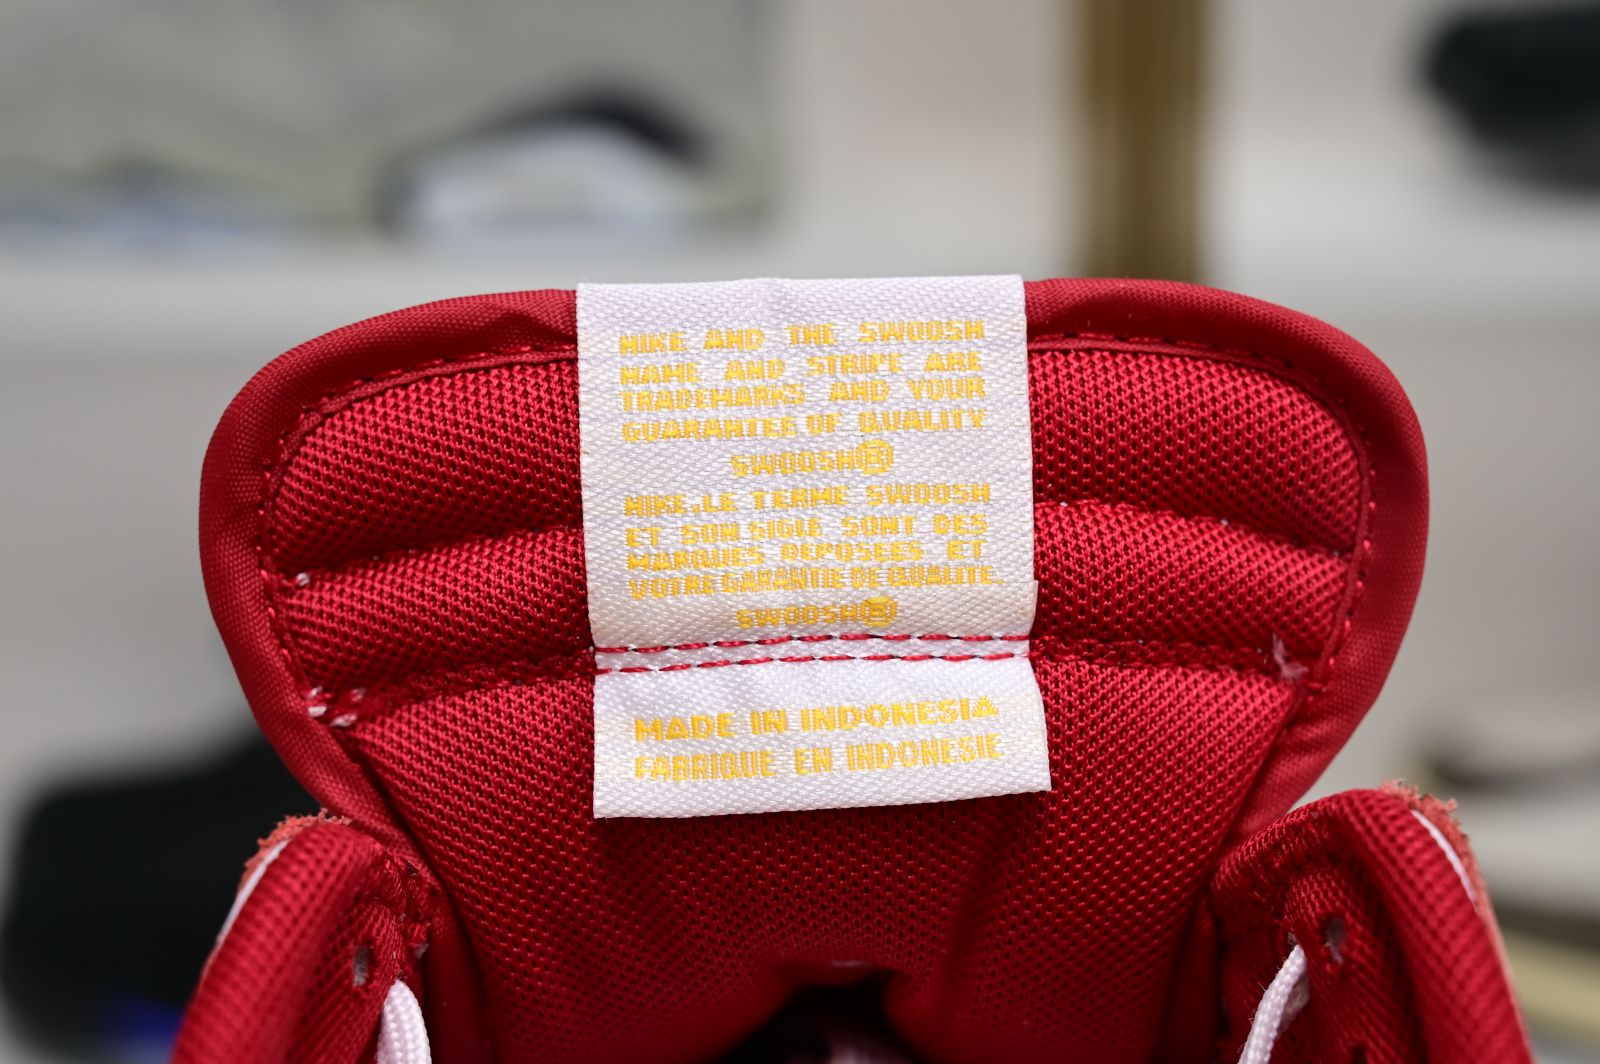 NIKE AND THE SWOOSH
NAME AND STRIPE ARE
TRADEMARKS AND YOUR
GUARANTEE OF QUALITY
SWOOSH®
NIKE.LE TERME SWOOSH
ET SON SIGLE SONT DES
MARQUES DEPOSEES ET
VOTRE GARANTIE DE QUALITE.
SWOOSH®
MADE IN INDONESIA
FABRIQUE EN INDONESIE